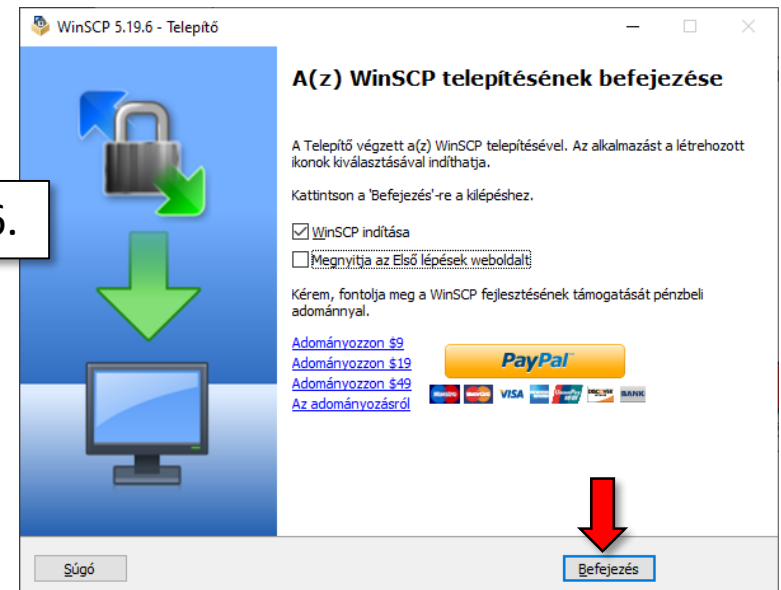 WinSCP 5.19.6 - Telepítő
A(z) WinSCP telepítésének befejezése
A Telepítő végzett a(z) WinSCP telepítésével. Az alkalmazást a létrehozott
ikonok kiválasztásával indíthatja.
Kattintson a 'Befejezés'-re a kilépéshez.
WinSCP indítása
Megnyitja az Első lépések weboldalt
Kérem, fontolja meg a WinSCP fejlesztésének támogatását pénzbeli
adománnyal.
Adományozzon $9
Adományozzon $19
Adományozzon $49
Az adományozásról
PayPal
VISA
BANK
Súgó
Befejezés